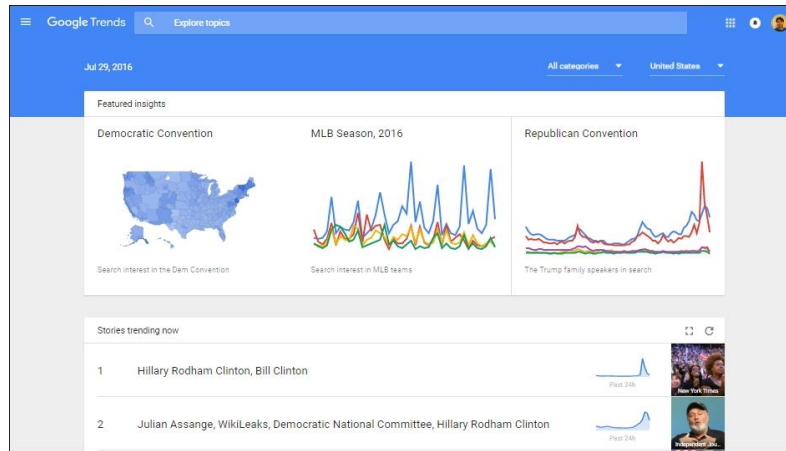 Google Trends
Explore topics
Jul 29, 2016
All categories
United States
Featured insights
Democratic Convention
MLB Season, 2016
Republican Convention
Search interest in the Dem Convention
Search interest in MLB teams
The Trump family speakers in search
Stories trending now
1
Hillary Rodham Clinton, Bill Clinton
Past 24h
New York Times
2
Julian Assange, WikiLeaks, Democratic National Committee, Hillary Rodham Clinton
Past 24h
Independent Jou...